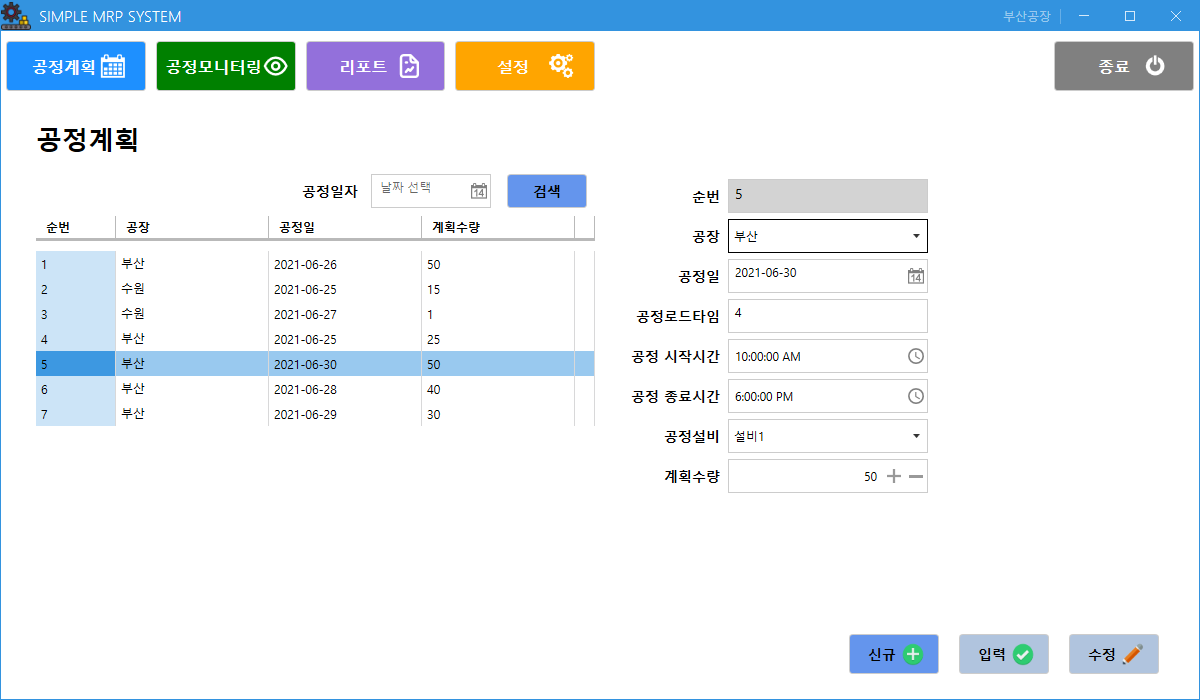 SIMPLE MRP SYSTEM 부산공장
공정계획 공정모니터링 리포트 설정 종료
공정계획
공정일자 날짜 선택 14 검색
순번 공장 공정일 계획수량
1 부산 2021-06-26 50
2 수원 2021-06-25 15
3 수원 2021-06-27 1
4 부산 2021-06-25 25
5 부산 2021-06-30 50
6 부산 2021-06-28 40
7 부산 2021-06-29 30
순번 5
공장 부산
공정일 2021-06-30 14
공정로드타임 4
공정 시작시간 10:00:00 AM
공정 종료시간 6:00:00 PM
공정설비 설비1
계획수량 50
신규 입력 수정